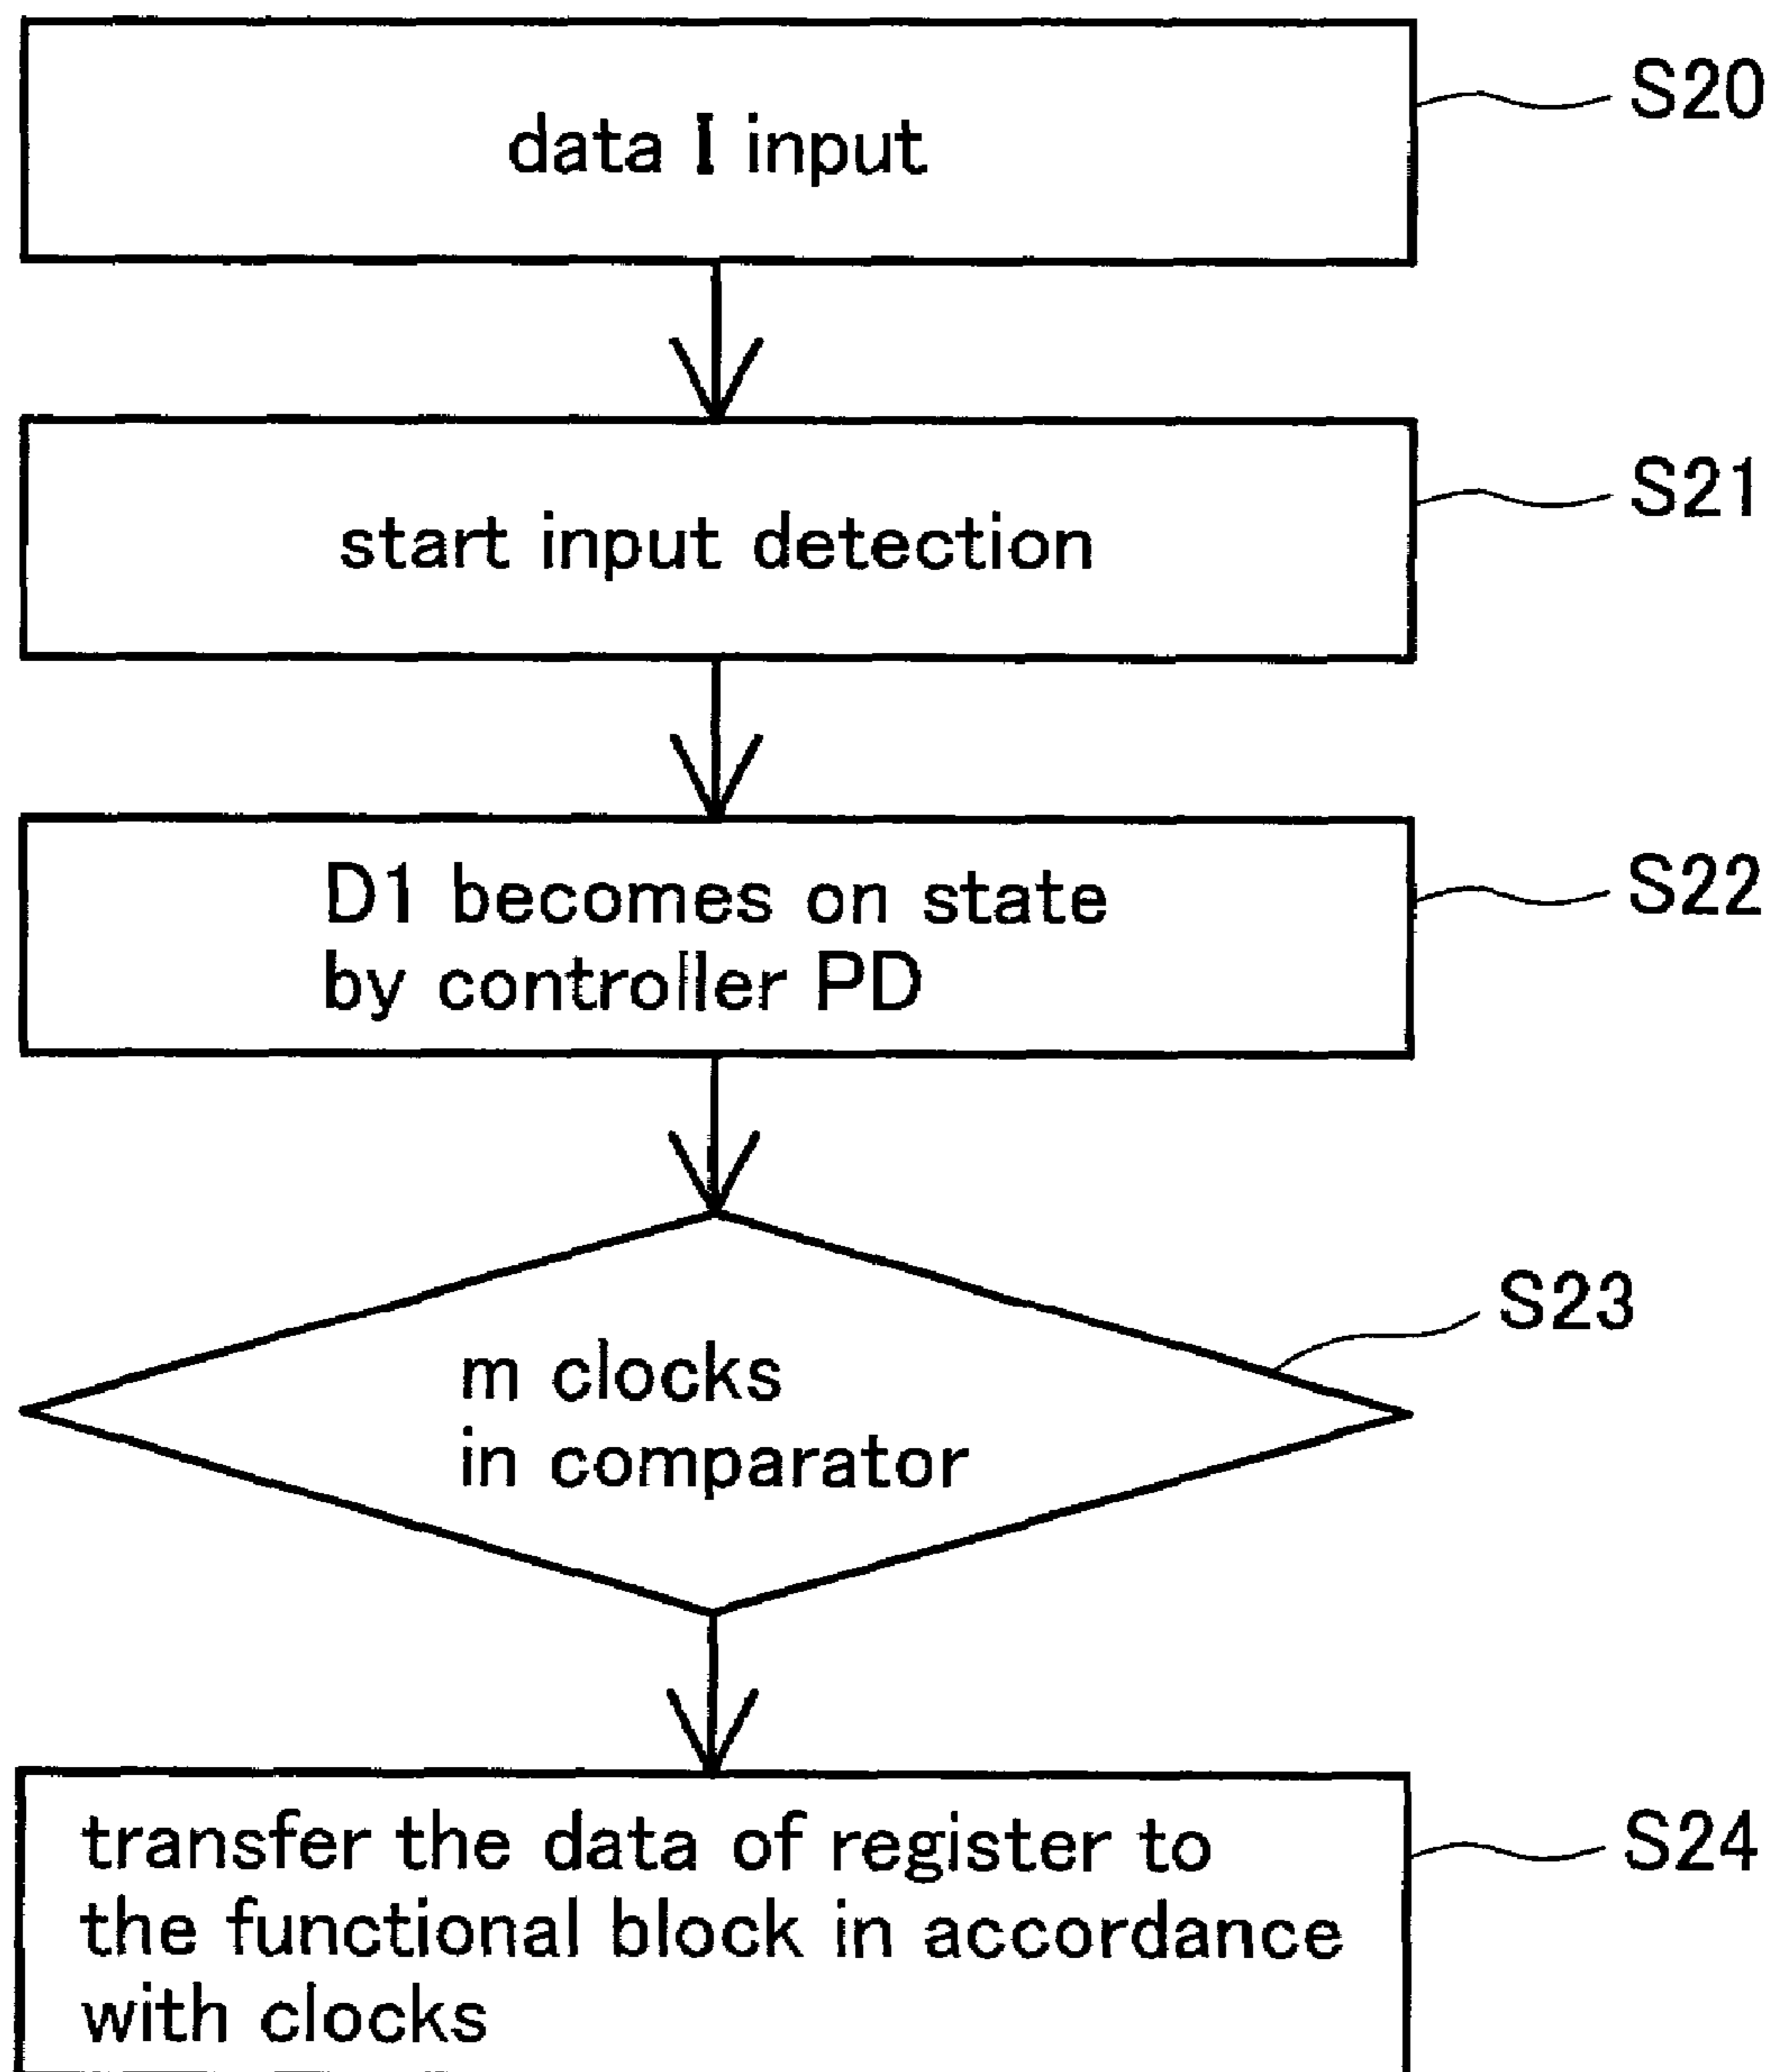 data I input
S20
start input detection
S21
D1 becomes on state
by controller PD
S22
m clocks
in comparator
S23
transfer the data of register to
the functional block in accordance
with clocks
S24